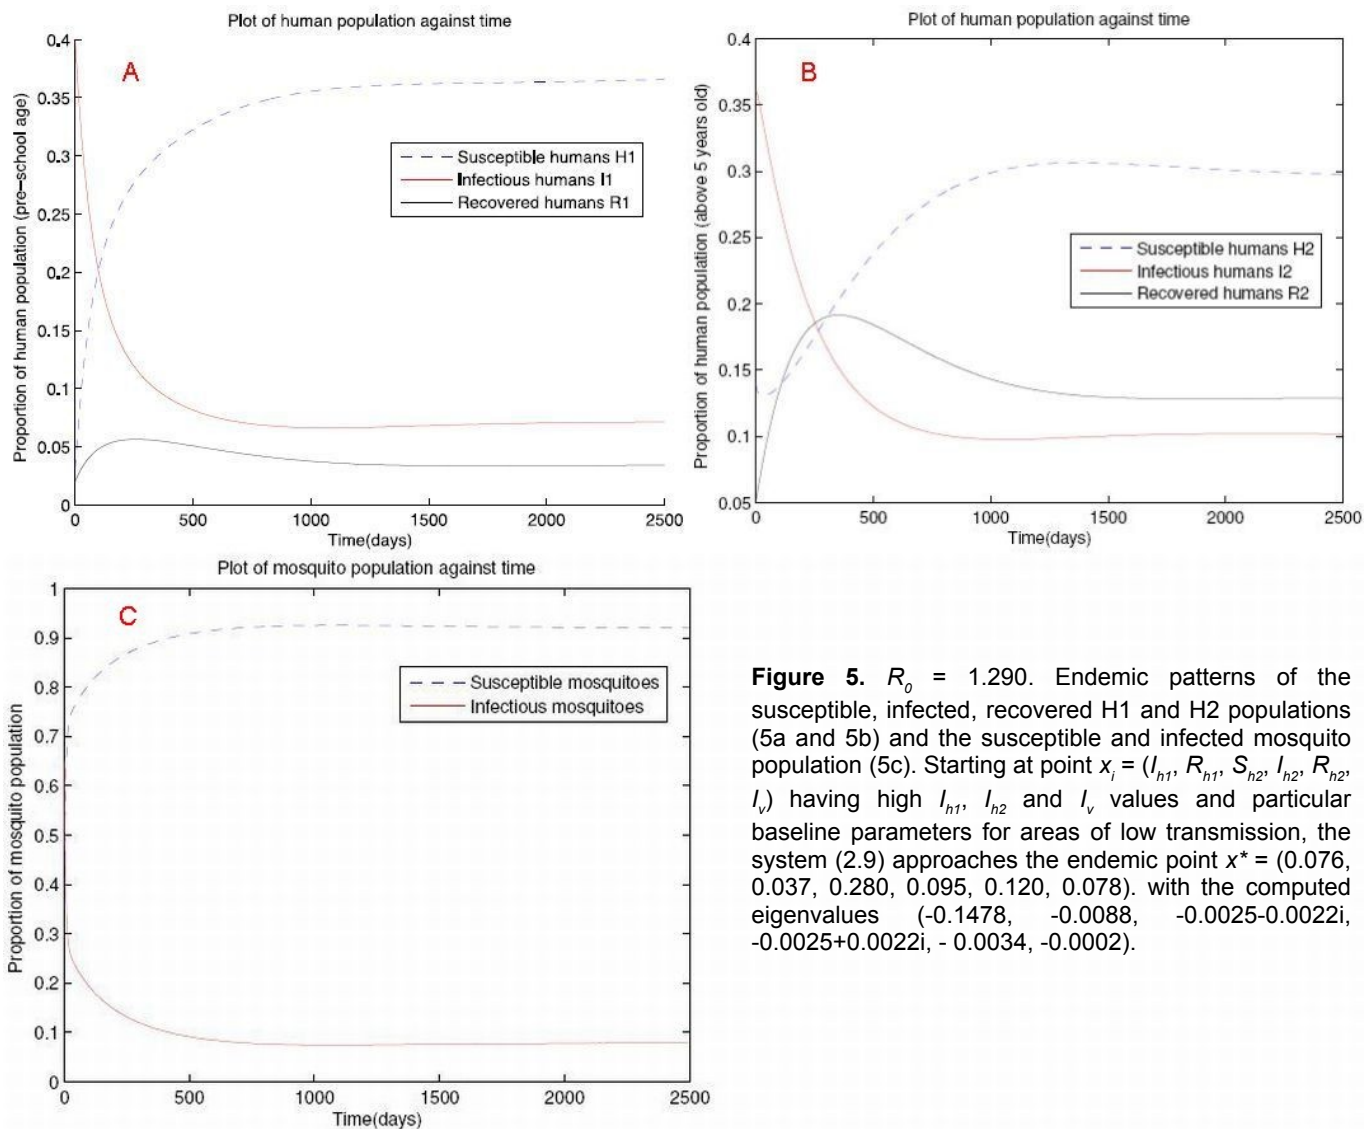 Plot of human population against time
A
Proportion of human population (pre-school age)
0.4
0.35
0.3
0.25
0.2
0.15
0.1
0.05
0
Susceptible humans H1
Infectious humans I1
Recovered humans R1
0 500 1000 1500 2000 2500
Time(days)
Plot of human population against time
B
Proportion of human population (above 5 years old)
0.4
0.35
0.3
0.25
0.2
0.15
0.1
0.05
Susceptible humans H2
Infectious humans I2
Recovered humans R2
0 500 1000 1500 2000 2500
Time(days)
Plot of mosquito population against time
C
Proportion of mosquito population
1
0.9
0.8
0.7
0.6
0.5
0.4
0.3
0.2
0.1
0
Susceptible mosquitoes
Infectious mosquitoes
0 500 1000 1500 2000 2500
Time(days)
Figure 5. R0 = 1.290. Endemic patterns of the
susceptible, infected, recovered H1 and H2 populations
(5a and 5b) and the susceptible and infected mosquito
population (5c). Starting at point xi = (Ih1, Rh1, Sh2, Ih2, Rh2,
Iv) having high Ih1, Ih2 and Iv values and particular
baseline parameters for areas of low transmission, the
system (2.9) approaches the endemic point x* = (0.076,
0.037, 0.280, 0.095, 0.120, 0.078). with the computed
eigenvalues (-0.1478, -0.0088, -0.0025-0.0022i,
-0.0025+0.0022i, - 0.0034, -0.0002).